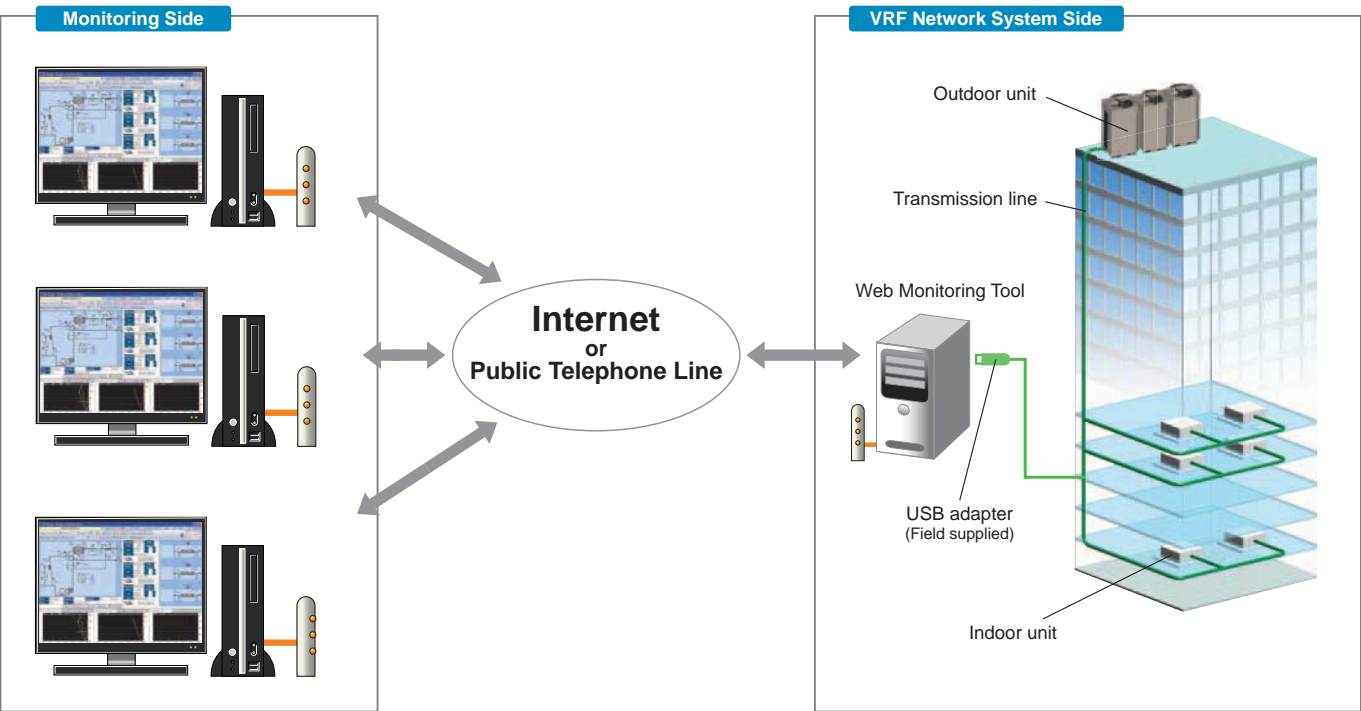 Monitoring Side
VRF Network System Side
Outdoor unit
Transmission line
Web Monitoring Tool
Internet
or
Public Telephone Line
USB adapter
(Field supplied)
Indoor unit